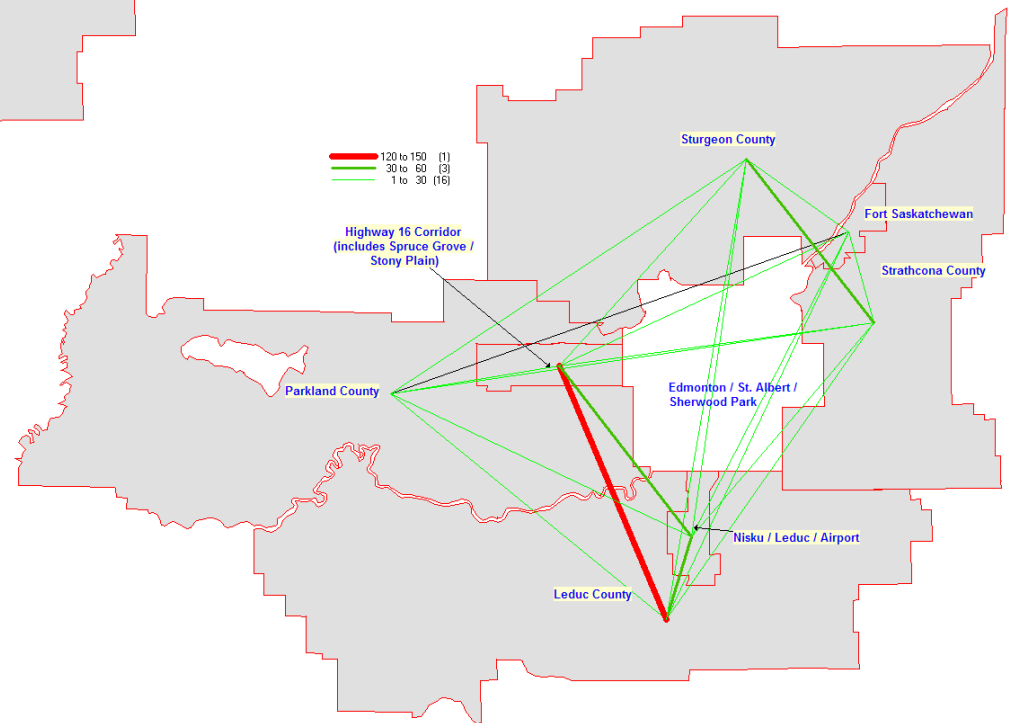 Sturgeon County
120 to 150 (1)
30 to 60 (3)
1 to 30 (16)
Fort Saskatchewan
Highway 16 Corridor
(includes Spruce Grove /
Stony Plain)
Strathcona County
Parkland County
Edmonton / St. Albert /
Sherwood Park
Nisku / Leduc / Airport
Leduc County